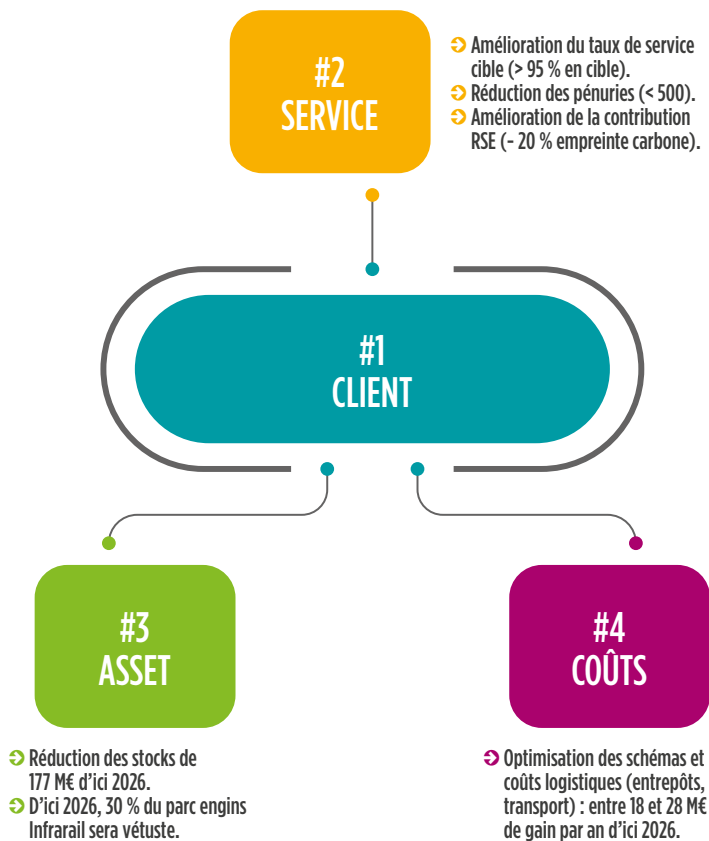 #2
SERVICE
Amélioration du taux de service
cible (> 95 % en cible).
Réduction des pénuries (< 500).
Amélioration de la contribution
RSE (- 20 % empreinte carbone).
#1
CLIENT
#3
ASSET
Réduction des stocks de
177 M€ d'ici 2026.
D'ici 2026, 30 % du parc engins
Infrarail sera vétuste.
#4
COÛTS
Optimisation des schémas et
coûts logistiques (entrepôts,
transport) : entre 18 et 28 M€
de gain par an d'ici 2026.